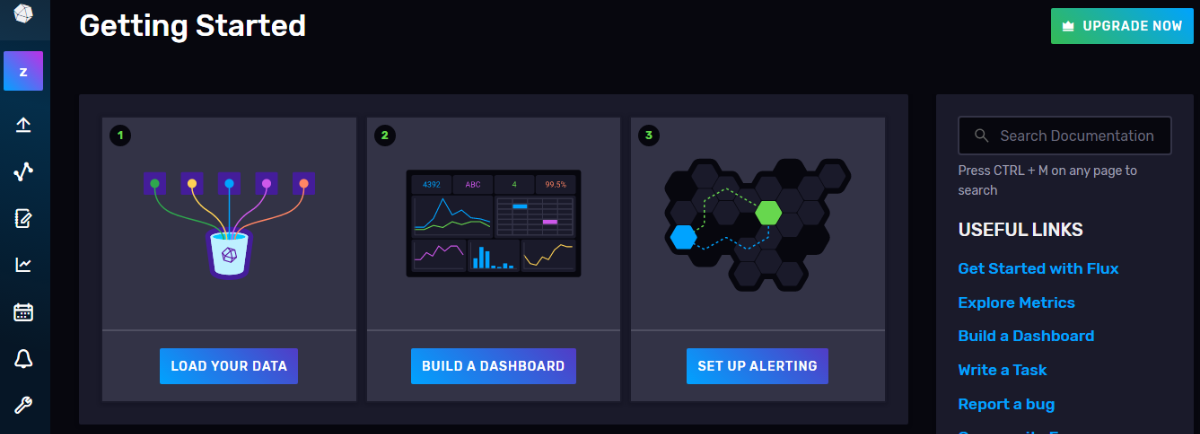 Getting Started
UPGRADE NOW
z
1
2
4392 ABC 4 99.5%
3
LOAD YOUR DATA
BUILD A DASHBOARD
SET UP ALERTING
Search Documentation
Press CTRL + M on any page to
search
USEFUL LINKS
Get Started with Flux
Explore Metrics
Build a Dashboard
Write a Task
Report a bug